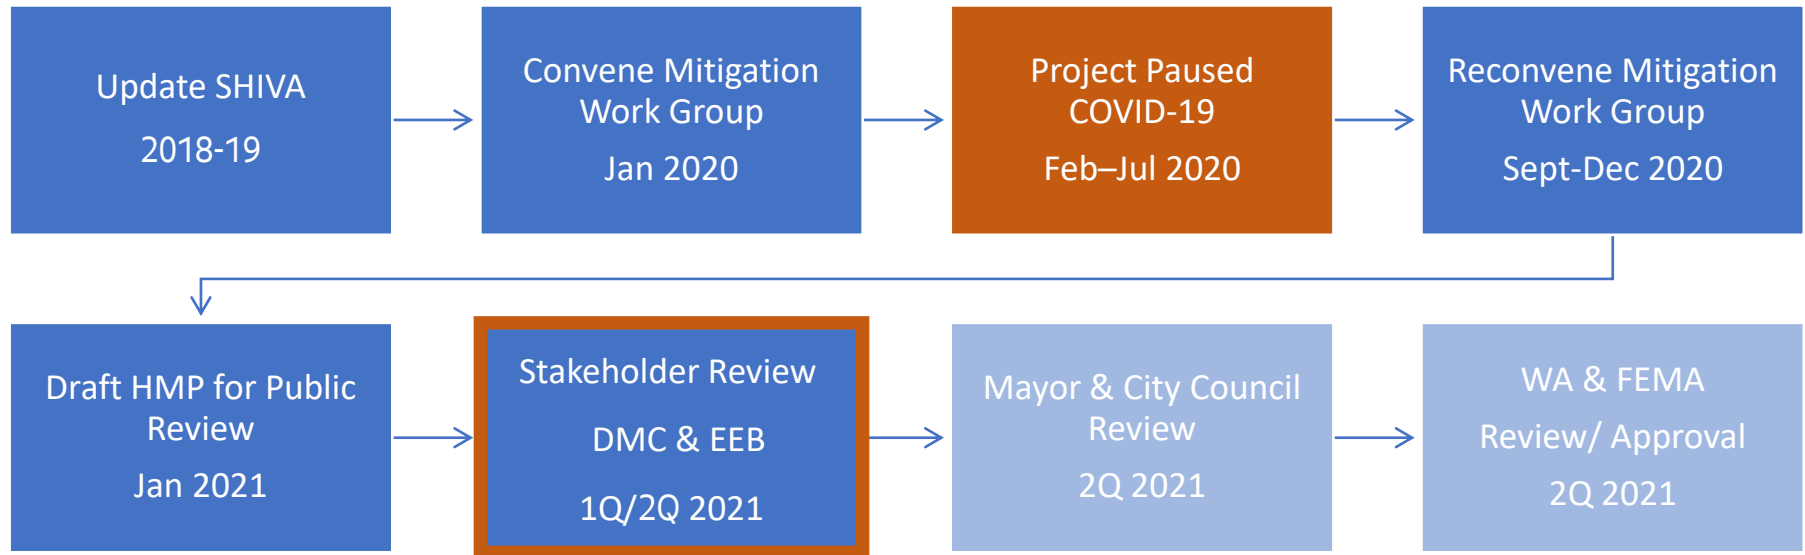 Update SHIVA
2018-19
Convene Mitigation
Work Group
Jan 2020
Project Paused
COVID-19
Feb–Jul 2020
Reconvene Mitigation
Work Group
Sept-Dec 2020
Draft HMP for Public
Review
Jan 2021
Stakeholder Review
DMC & EEB
1Q/2Q 2021
Mayor & City Council
Review
2Q 2021
WA & FEMA
Review/ Approval
2Q 2021